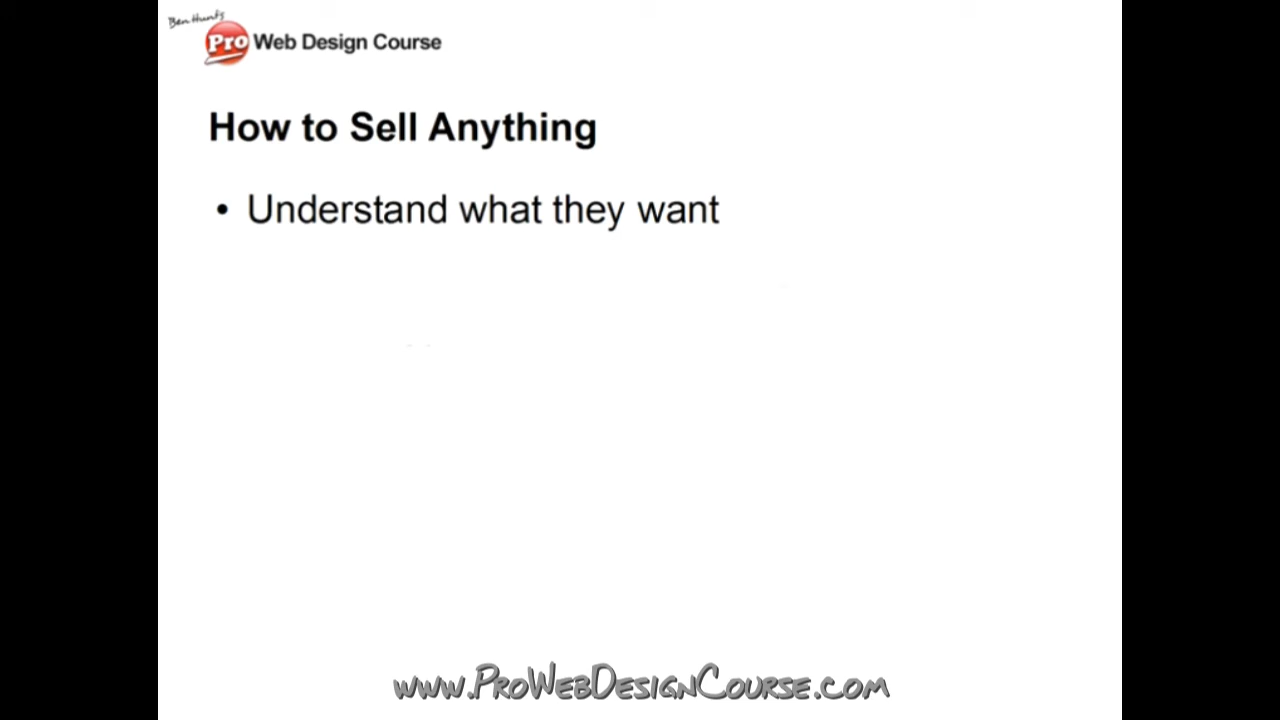 Ben Hunt's
Pro Web Design Course
How to Sell Anything
• Understand what they want
www.ProWebDesignCourse.com